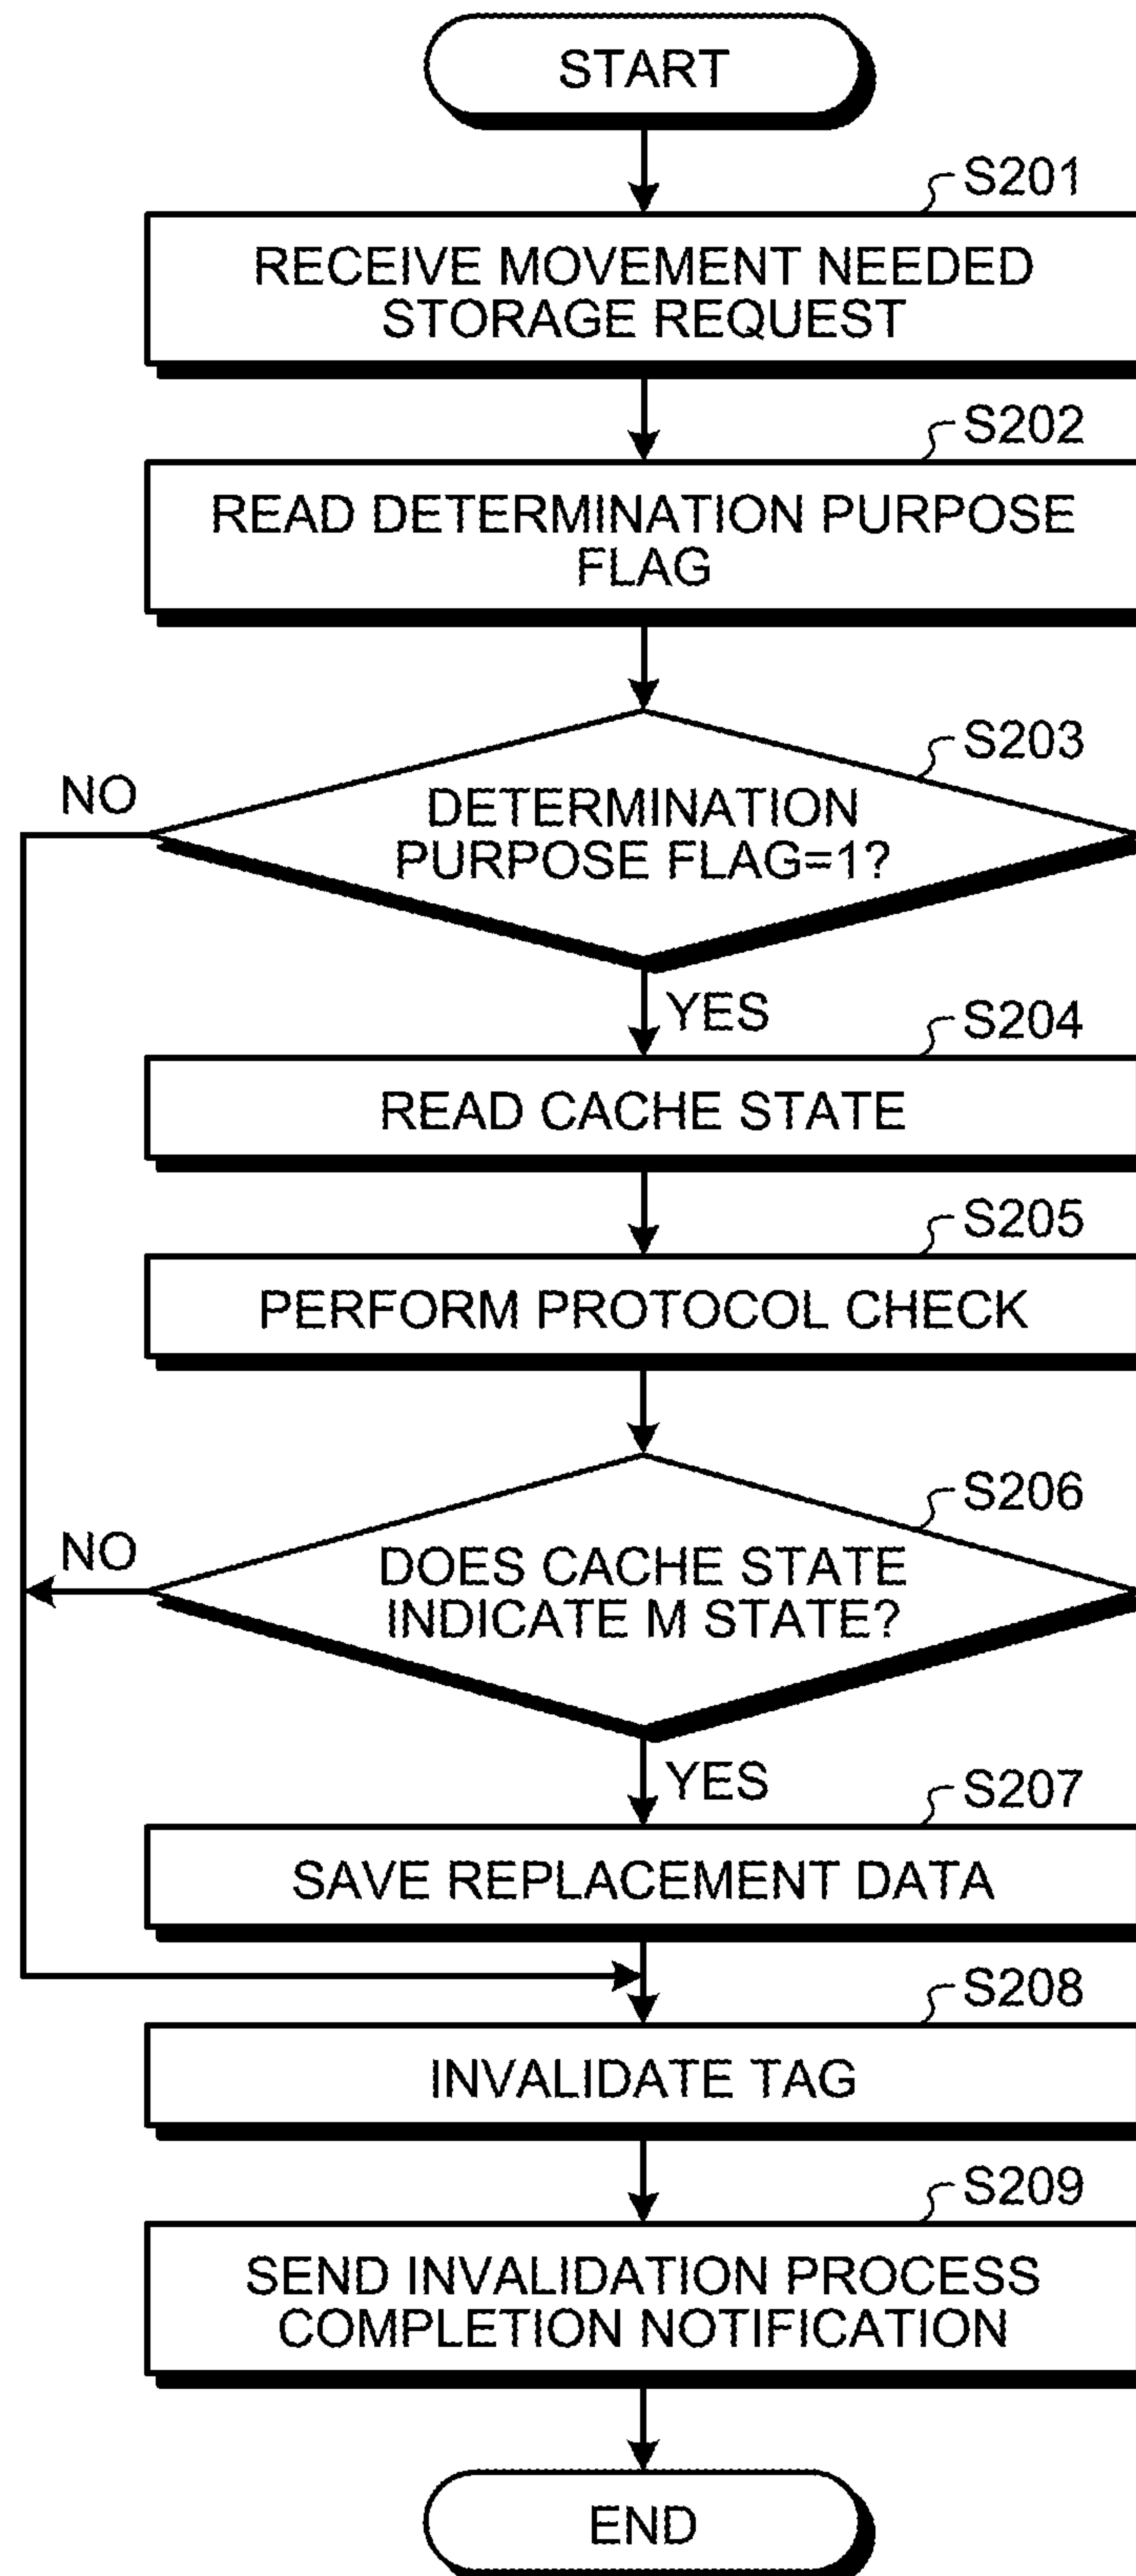 START
S201
RECEIVE MOVEMENT NEEDED
STORAGE REQUEST
S202
READ DETERMINATION PURPOSE
FLAG
S203
NO
DETERMINATION
PURPOSE FLAG=1?
YES
S204
READ CACHE STATE
S205
PERFORM PROTOCOL CHECK
S206
NO
DOES CACHE STATE
INDICATE M STATE?
YES
S207
SAVE REPLACEMENT DATA
S208
INVALIDATE TAG
S209
SEND INVALIDATION PROCESS
COMPLETION NOTIFICATION
END